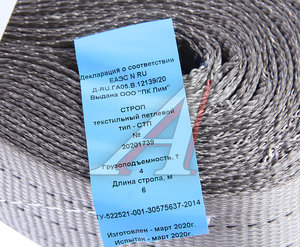 Декларация о соответствии
ЕАЭС N RU
Д-RU.ГА05.В.12139/20
Выдана ООО "ПК Лим"
СТРОП
текстильный петлевой
тип - СТП
№
20201739
Грузоподъемность, т
4
Длина стропа, м
6
ТУ-522521-001-30575637-2014
Изготовлен - март 2020г.
Испытан - март 2020г.